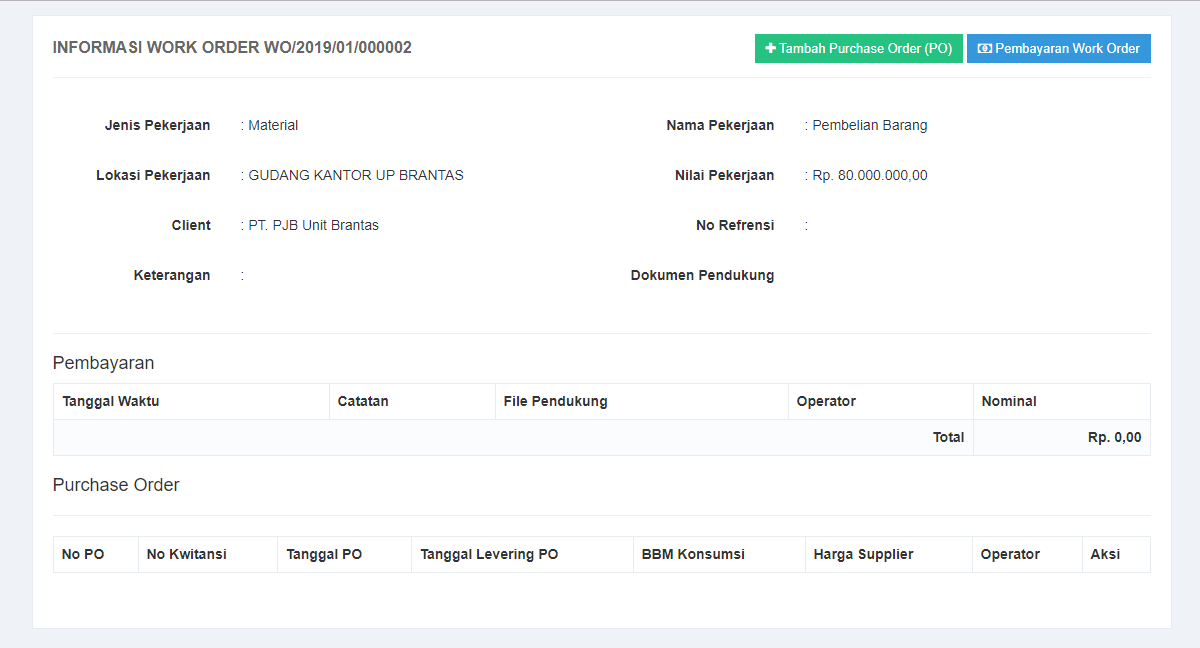 INFORMASI WORK ORDER WO/2019/01/000002
Tambah Purchase Order (PO)
Pembayaran Work Order
Jenis Pekerjaan : Material
Nama Pekerjaan : Pembelian Barang
Lokasi Pekerjaan : GUDANG KANTOR UP BRANTAS
Nilai Pekerjaan : Rp. 80.000.000,00
Client : PT. PJB Unit Brantas
No Refrensi :
Keterangan :
Dokumen Pendukung
Pembayaran
Tanggal Waktu Catatan File Pendukung Operator Nominal
Total Rp. 0,00
Purchase Order
No PO No Kwitansi Tanggal PO Tanggal Levering PO BBM Konsumsi Harga Supplier Operator Aksi